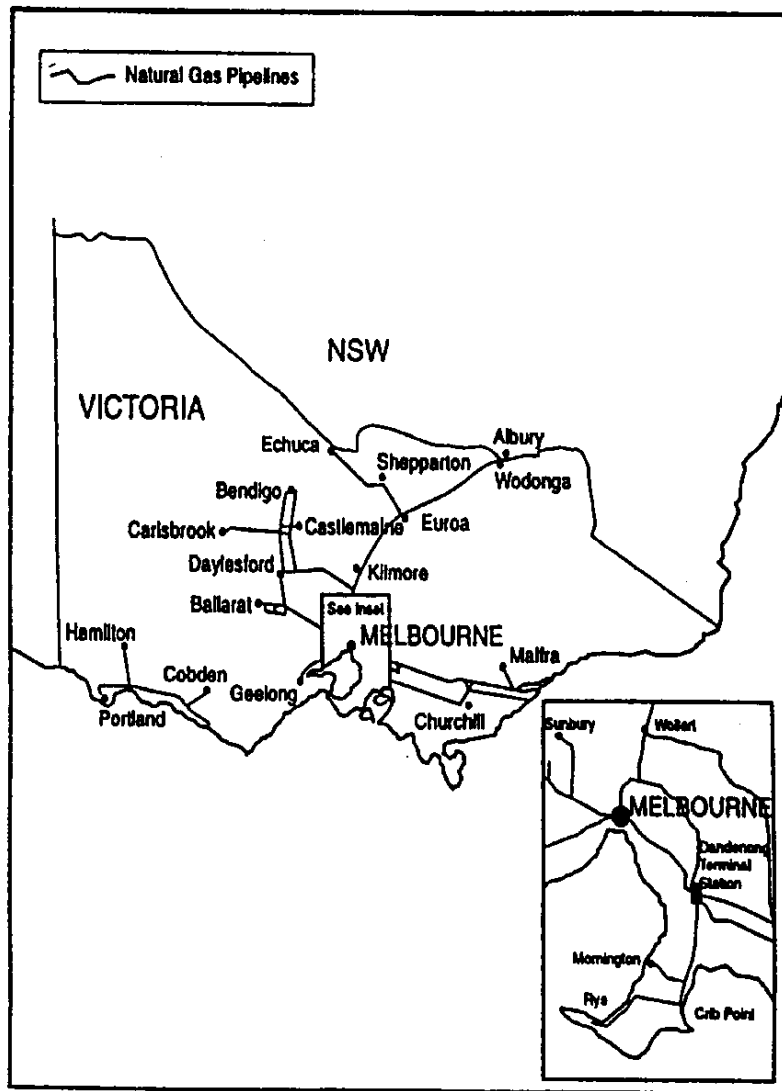 Natural Gas Pipelines
NSW
VICTORIA
Echuca
Albury
Shepparton
Wodonga
Bendigo
Euroa
Carlsbrook
Castlemaine
Daylesford
Kilmore
Ballarat
See Inset
MELBOURNE
Hamilton
Maffra
Cobden
Geelong
Portland
Churchill
Sunbury
Wollert
MELBOURNE
Dandenong
Terminal
Station
Mornington
Rye
Crib Point